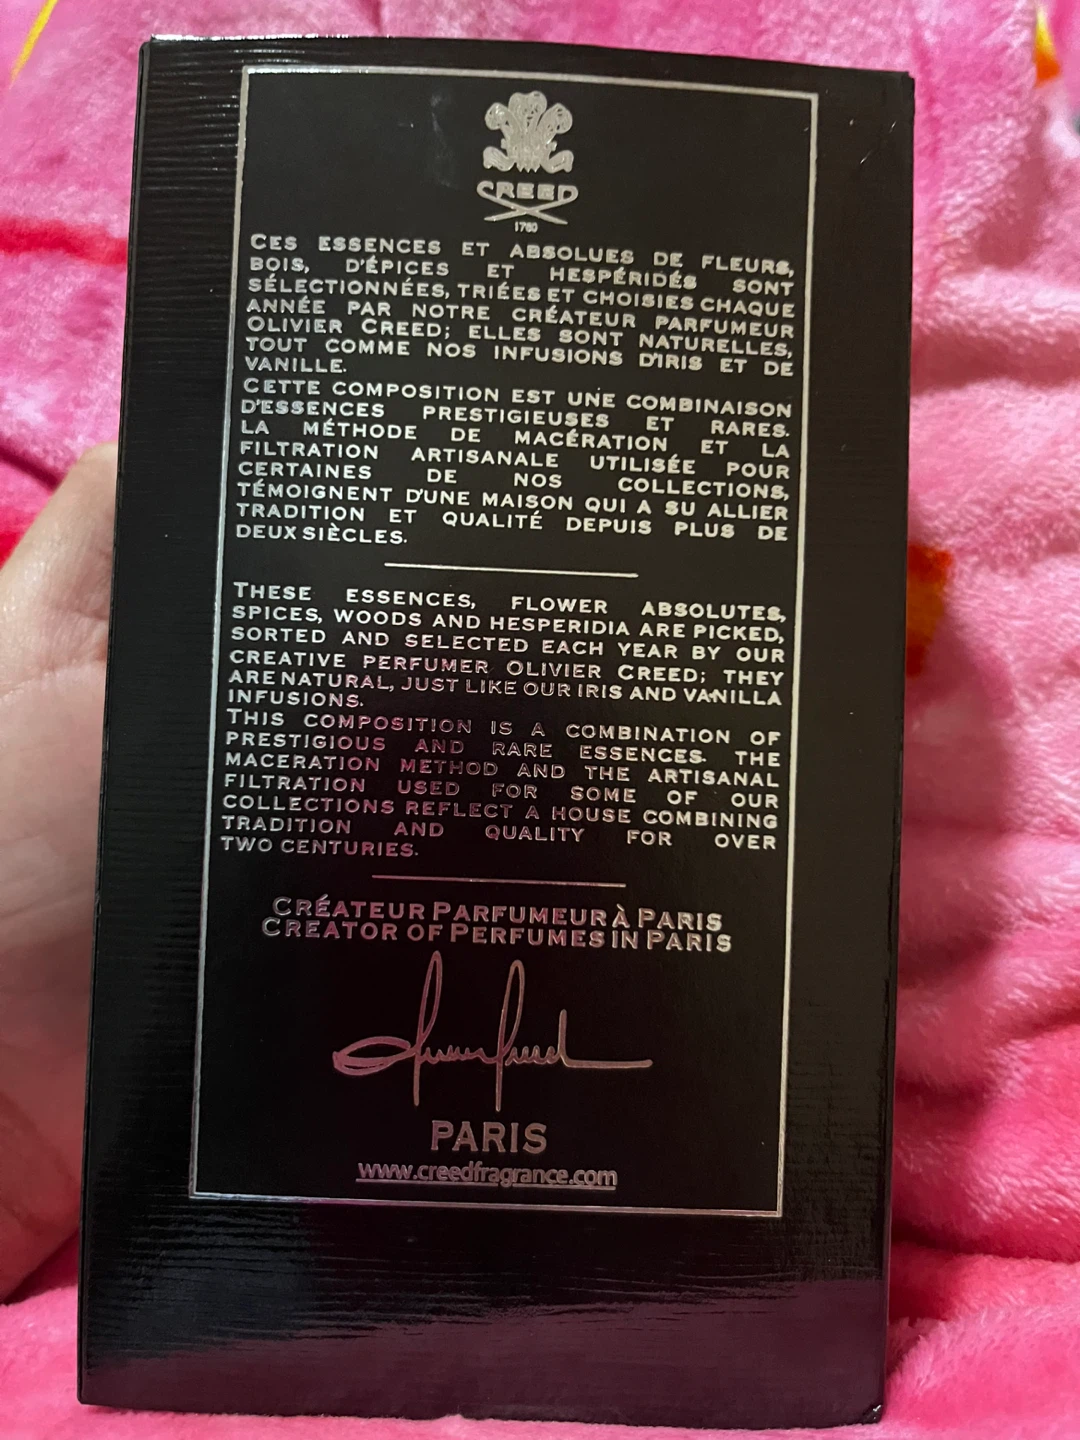 CREED
1760
CES ESSENCES ET ABSOLUES DE FLEURS,
BOIS, D'ÉPICES ET HESPÉRIDÉS SONT
SÉLECTIONNÉES, TRIÉES ET CHOISIES CHAQUE
ANNÉE PAR NOTRE CRÉATEUR PARFUMEUR
OLIVIER CREED; ELLES SONT NATURELLES,
TOUT COMME NOS INFUSIONS D'IRIS ET DE
VANILLE.
CETTE COMPOSITION EST UNE COMBINAISON
D'ESSENCES PRESTIGIEUSES ET RARES.
LA MÉTHODE DE MACÉRATION ET LA
FILTRATION ARTISANALE UTILISÉE POUR
CERTAINES DE NOS COLLECTIONS,
TÉMOIGNENT D'UNE MAISON QUI A SU ALLIER
TRADITION ET QUALITÉ DEPUIS PLUS DE
DEUX SIÈCLES.
THESE ESSENCES, FLOWER ABSOLUTES,
SPICES, WOODS AND HESPERIDIA ARE PICKED,
SORTED AND SELECTED EACH YEAR BY OUR
CREATIVE PERFUMER OLIVIER CREED; THEY
ARE NATURAL, JUST LIKE OUR IRIS AND VANILLA
INFUSIONS.
THIS COMPOSITION IS A COMBINATION OF
PRESTIGIOUS AND RARE ESSENCES. THE
MACERATION METHOD AND THE ARTISANAL
FILTRATION USED FOR SOME OF OUR
COLLECTIONS REFLECT A HOUSE COMBINING
TRADITION AND QUALITY FOR OVER
TWO CENTURIES.
CRÉATEUR PARFUMEUR À PARIS
CREATOR OF PERFUMES IN PARIS
PARIS
www.creedfragrance.com